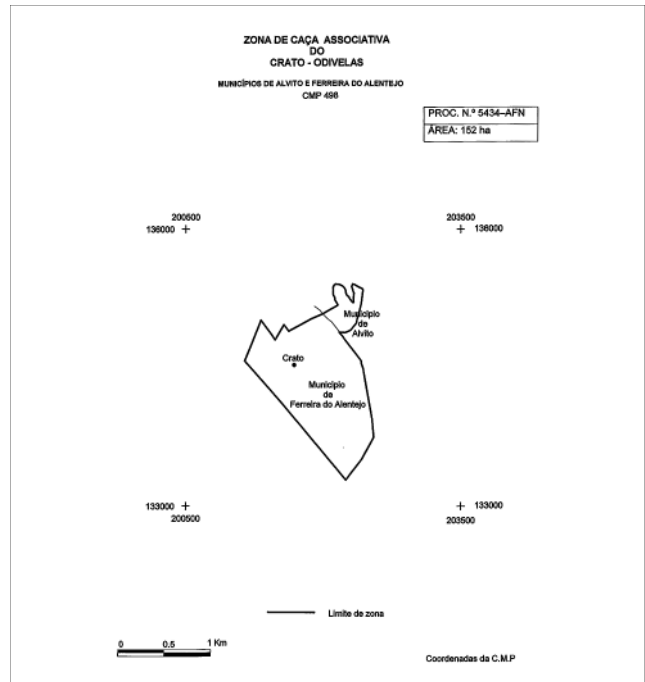 ZONA DE CAÇA ASSOCIATIVA
DO
CRATO - ODIVELAS
MUNICÍPIOS DE ALVITO E FERREIRA DO ALENTEJO
CMP 498
PROC. N.º 5434–AFN
ÁREA: 152 ha
200500
136000
203500
136000
Município
de
Alvito
Crato
Município
de
Ferreira do Alentejo
133000
200500
133000
203500
Limite de zona
0 0.5 1 Km
Coordenadas da C.M.P